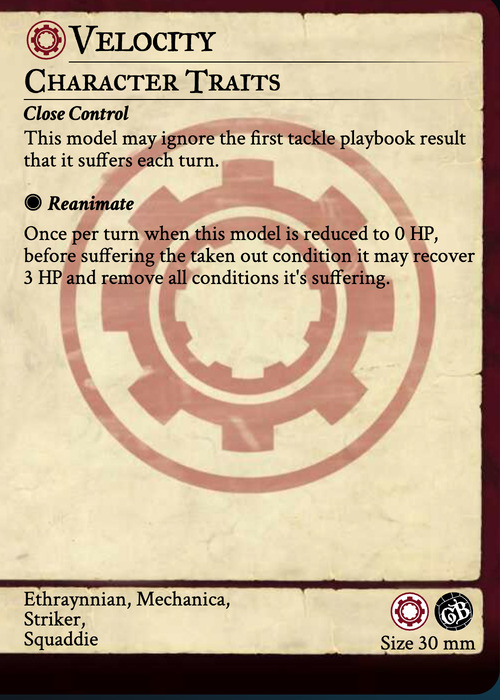 Velocity
Character Traits
Close Control
This model may ignore the first tackle playbook result
that it suffers each turn.
Reanimate
Once per turn when this model is reduced to 0 HP,
before suffering the taken out condition it may recover
3 HP and remove all conditions it's suffering.
Ethraynnian, Mechanica,
Striker,
Squaddie
GB
Size 30 mm